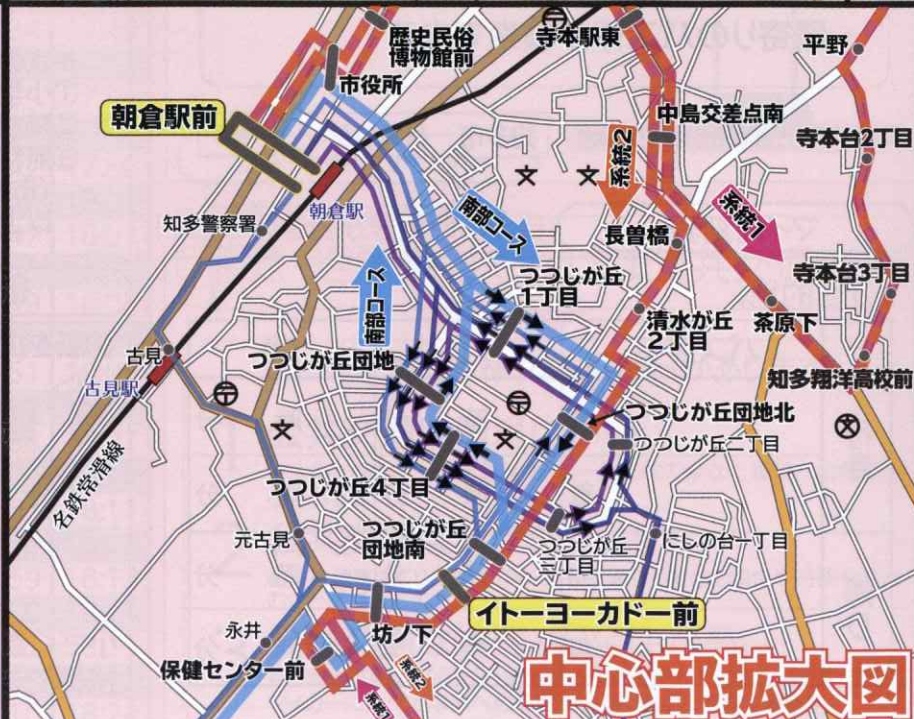 歴史民俗
博物館前
寺本駅東
平野
市役所
朝倉駅前
中島交差点南
寺本台2丁目
系統2
朝倉駅
知多警察署
南部コース
長曽橋
系統1
つつじが丘
1丁目
寺本台3丁目
南部コース
清水が丘
2丁目
茶原下
古見
古見駅
つつじが丘団地
知多翔洋高校前
つつじが丘団地北
つつじが丘二丁目
名鉄常滑線
つつじが丘4丁目
元古見
つつじが丘
団地南
つつじが丘
三丁目
にしの台一丁目
イトーヨーカドー前
永井
坊ノ下
保健センター前
系統2
系統1
中心部拡大図